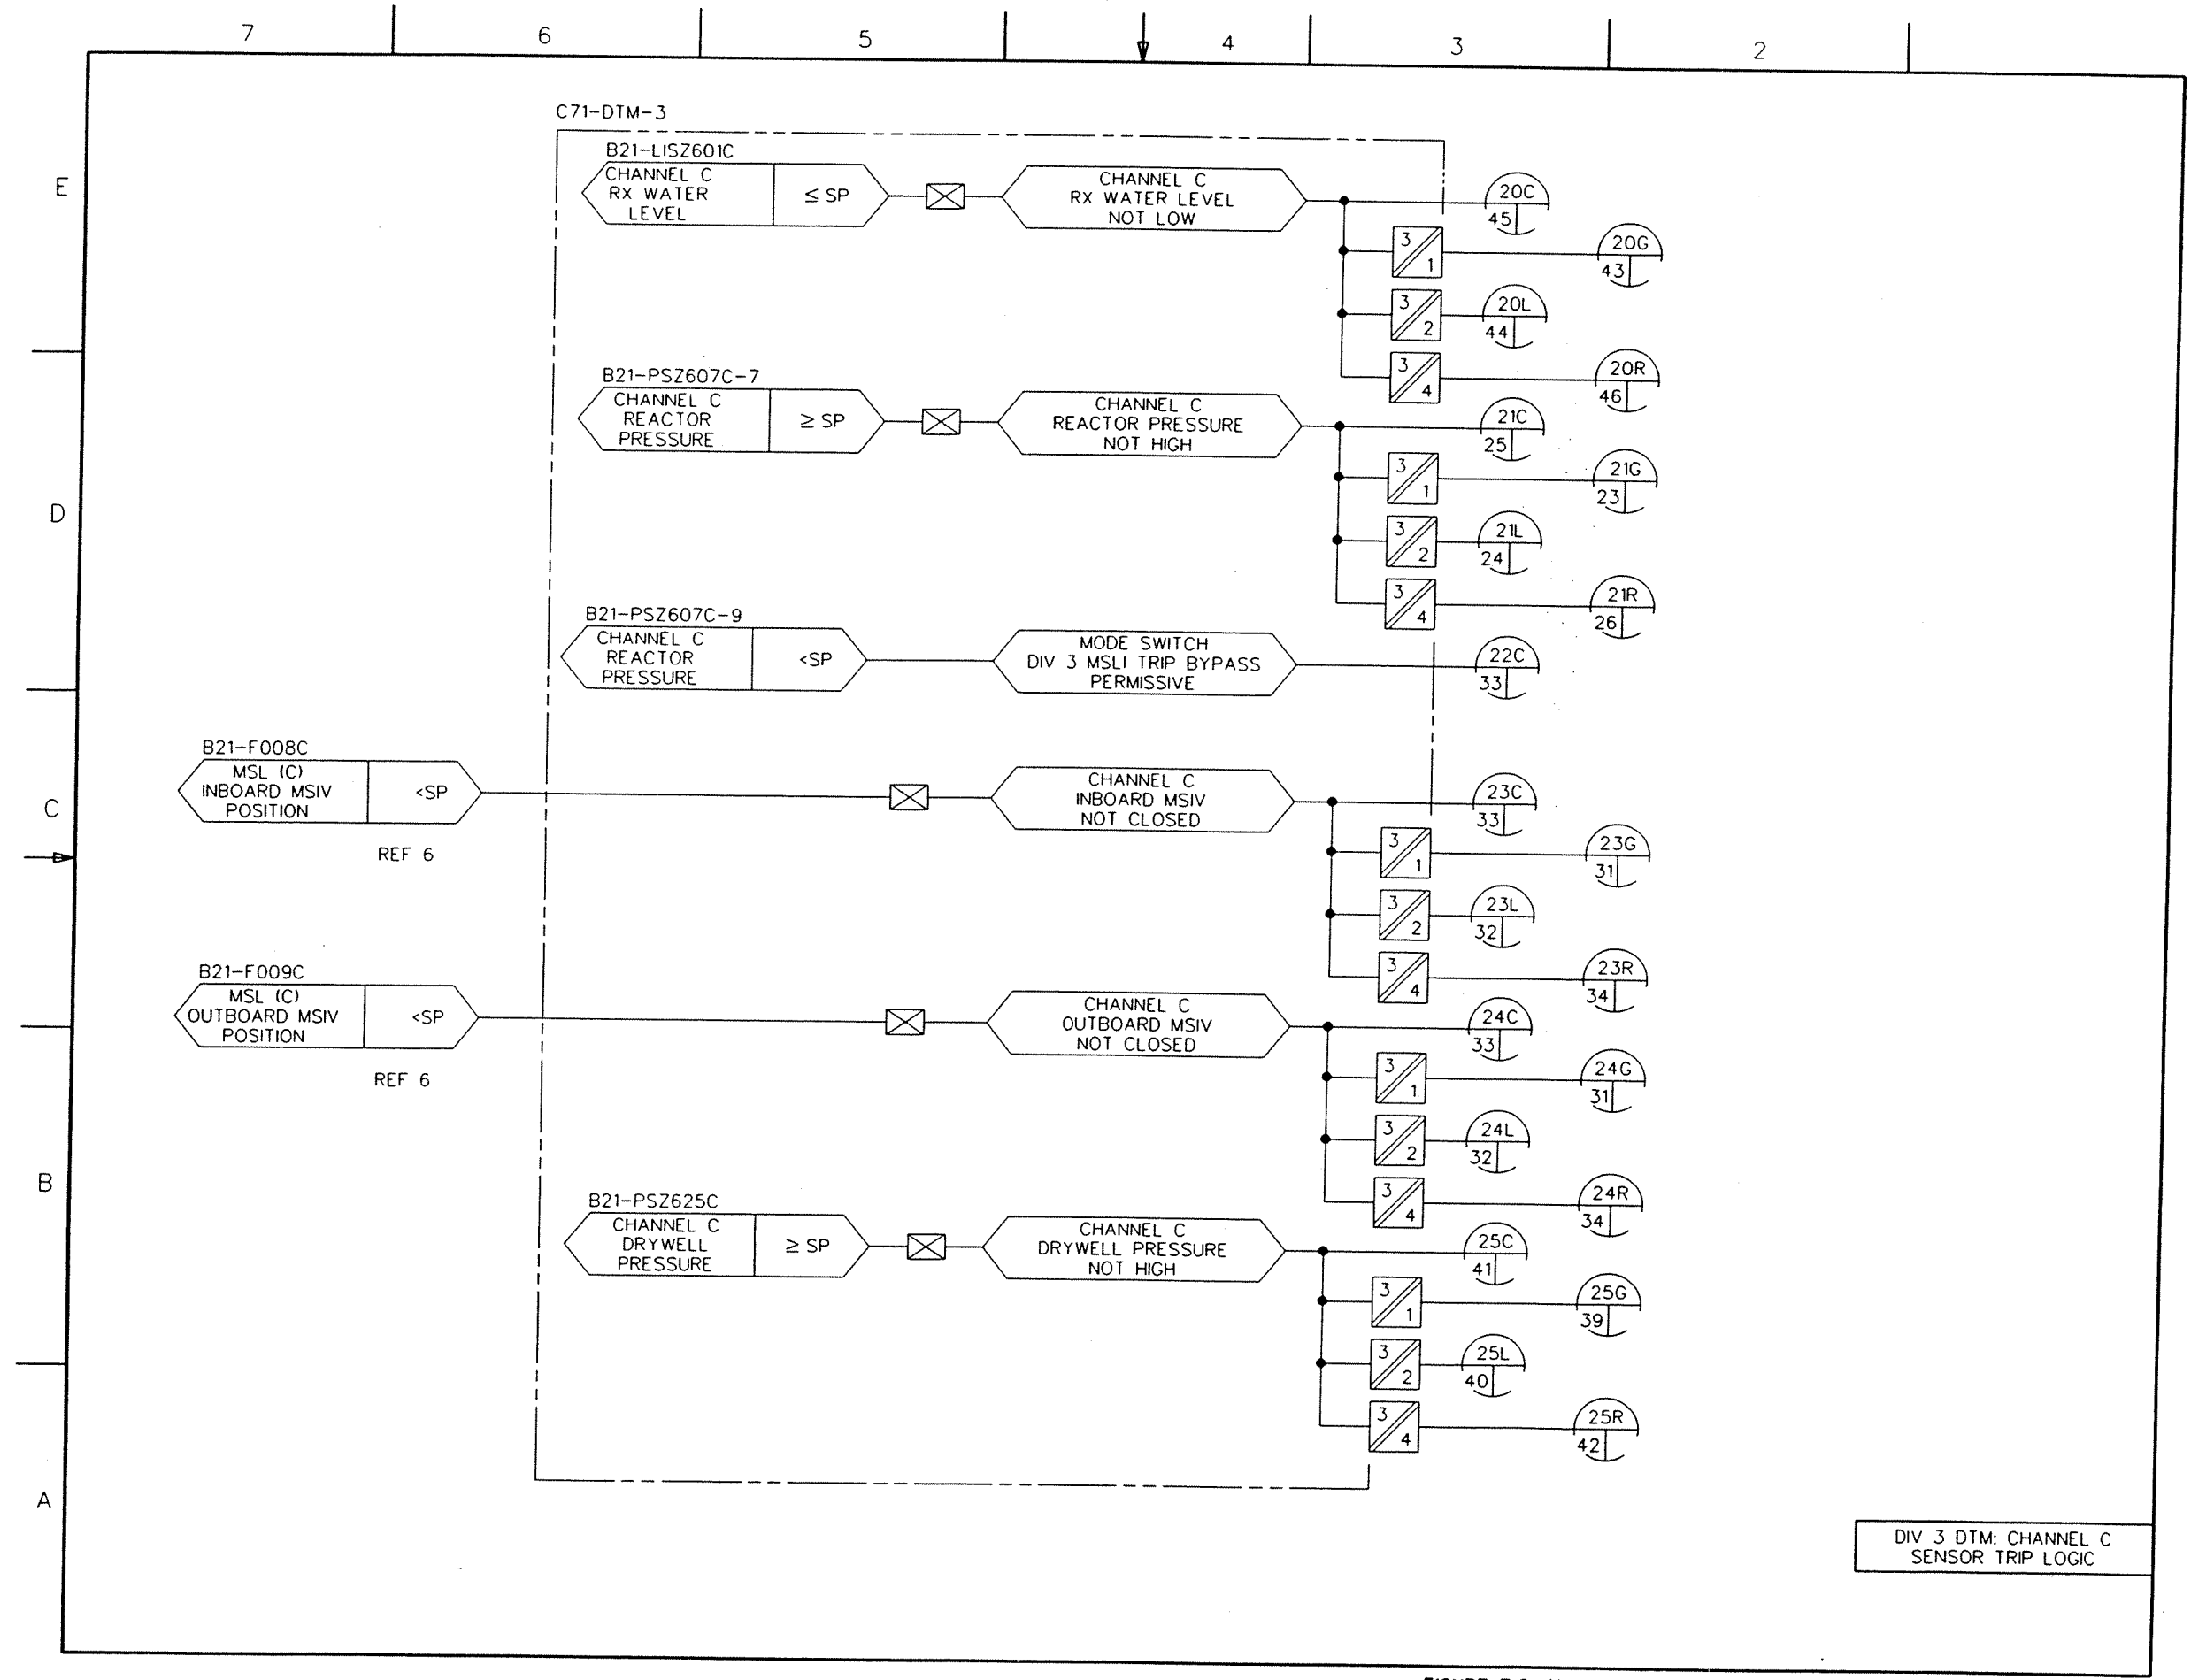 7 6 5 4 3 2
C71-DTM-3
E
B21-LISZ601C
CHANNEL C
RX WATER
LEVEL
≤ SP
CHANNEL C
RX WATER LEVEL
NOT LOW
20C
45
3
1
20G
43
3
2
20L
44
3
4
20R
46
D
B21-PSZ607C-7
CHANNEL C
REACTOR
PRESSURE
≥ SP
CHANNEL C
REACTOR PRESSURE
NOT HIGH
21C
25
3
1
21G
23
3
2
21L
24
3
4
21R
26
B21-PSZ607C-9
CHANNEL C
REACTOR
PRESSURE
<SP
MODE SWITCH
DIV 3 MSLI TRIP BYPASS
PERMISSIVE
22C
33
C
B21-F008C
MSL (C)
INBOARD MSIV
POSITION
<SP
REF 6
CHANNEL C
INBOARD MSIV
NOT CLOSED
23C
33
3
1
23G
31
3
2
23L
32
3
4
23R
34
B21-F009C
MSL (C)
OUTBOARD MSIV
POSITION
<SP
REF 6
CHANNEL C
OUTBOARD MSIV
NOT CLOSED
24C
33
3
1
24G
31
3
2
24L
32
3
4
24R
34
B
B21-PSZ625C
CHANNEL C
DRYWELL
PRESSURE
≥ SP
CHANNEL C
DRYWELL PRESSURE
NOT HIGH
25C
41
3
1
25G
39
3
2
25L
40
3
4
25R
42
A
DIV 3 DTM: CHANNEL C
SENSOR TRIP LOGIC